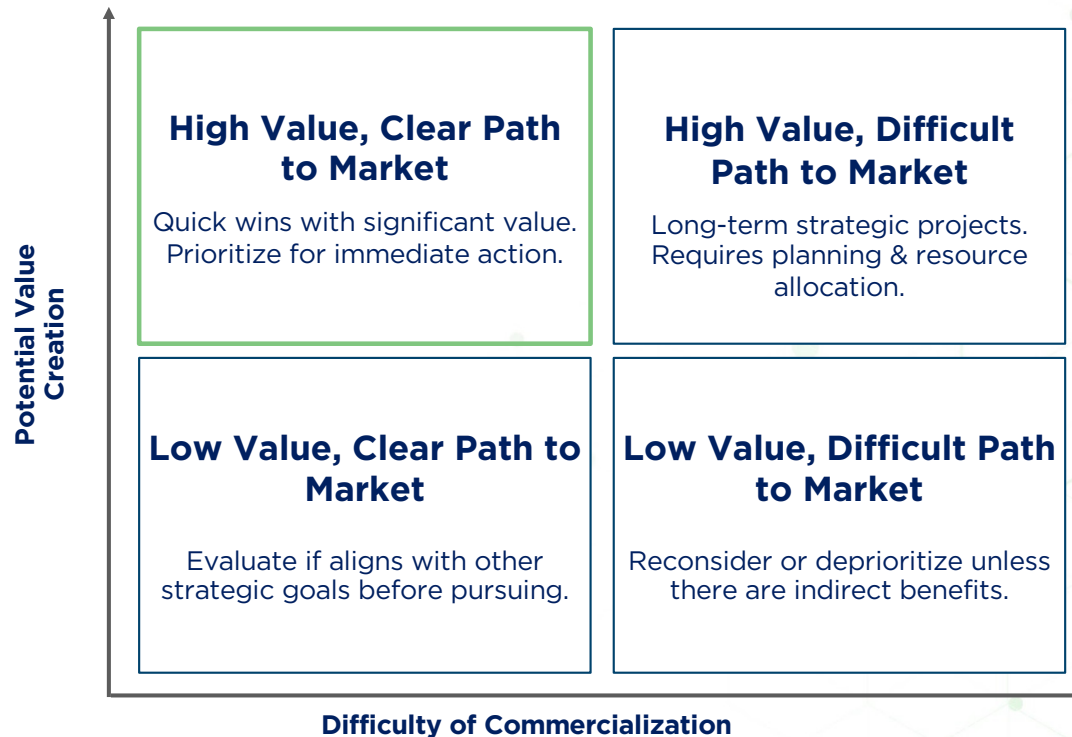 High Value, Clear Path
to Market
Quick wins with significant value.
Prioritize for immediate action.
High Value, Difficult
Path to Market
Long-term strategic projects.
Requires planning & resource
allocation.
Potential Value
Creation
Low Value, Clear Path to
Market
Evaluate if aligns with other
strategic goals before pursuing.
Low Value, Difficult Path
to Market
Reconsider or deprioritize unless
there are indirect benefits.
Difficulty of Commercialization